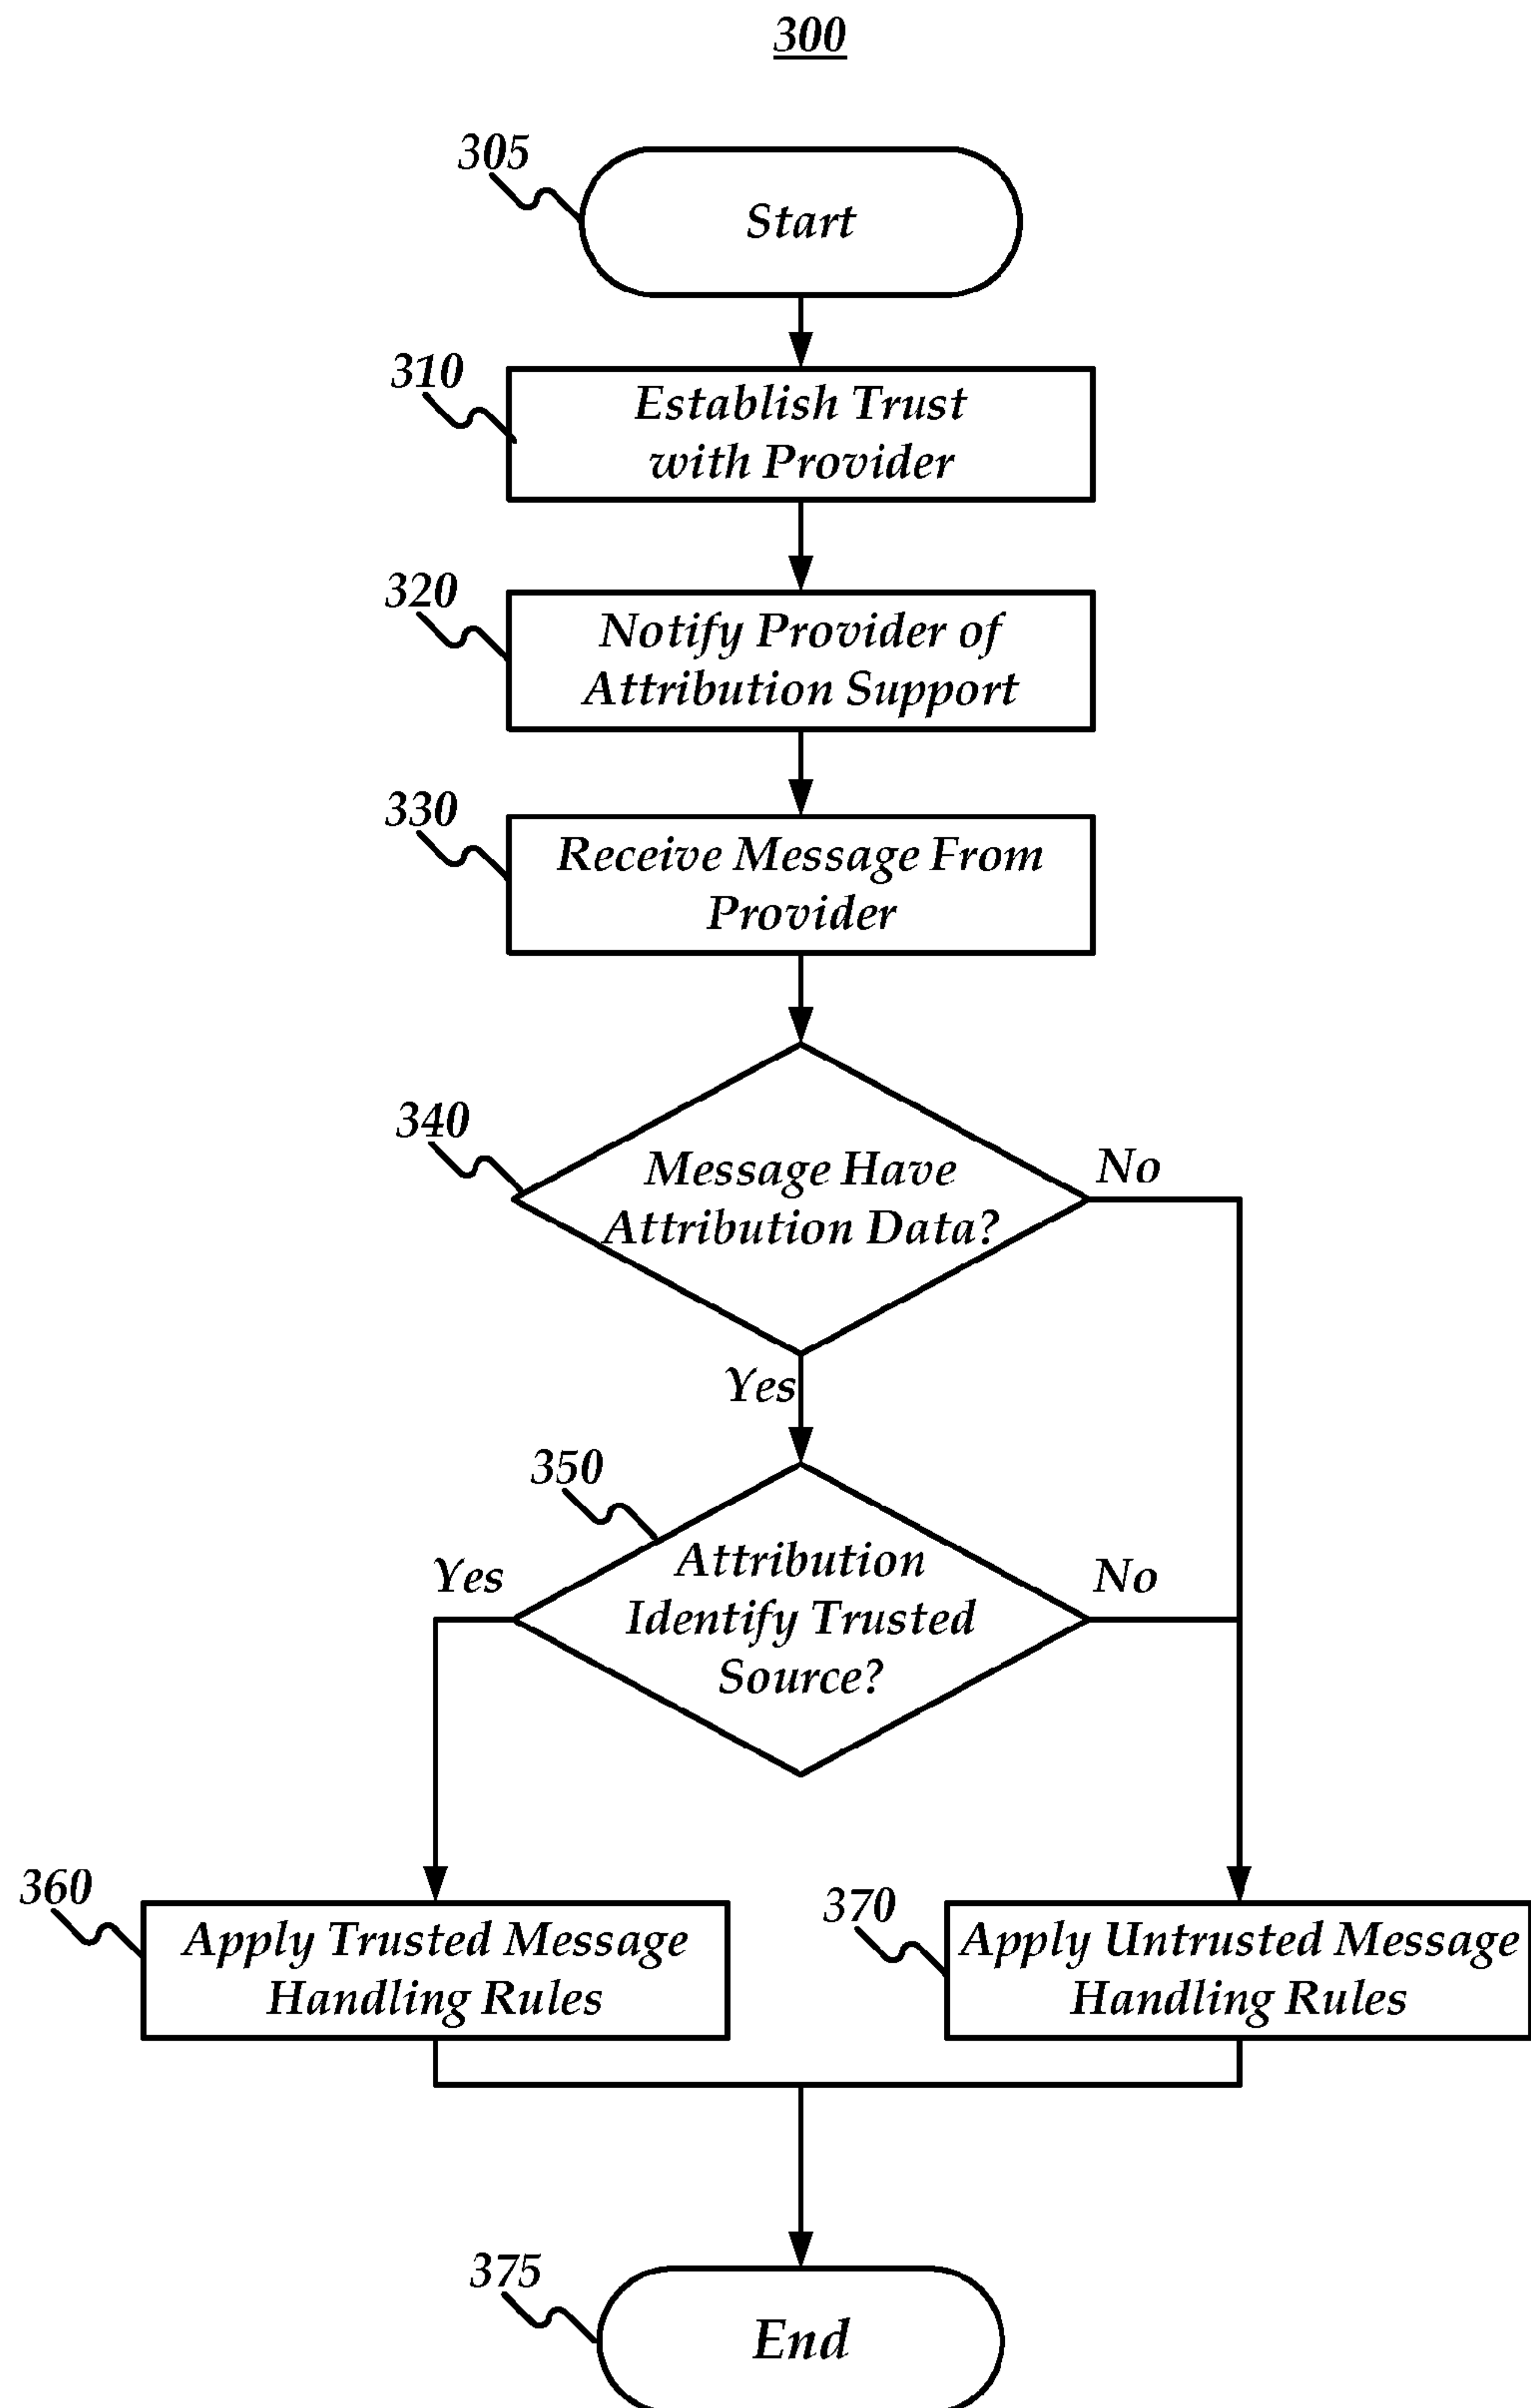 300
305
Start
310
Establish Trust
with Provider
320
Notify Provider of
Attribution Support
330
Receive Message From
Provider
340
Message Have
Attribution Data?
No
Yes
350
Attribution
Identify Trusted
Source?
Yes
No
360
Apply Trusted Message
Handling Rules
370
Apply Untrusted Message
Handling Rules
375
End